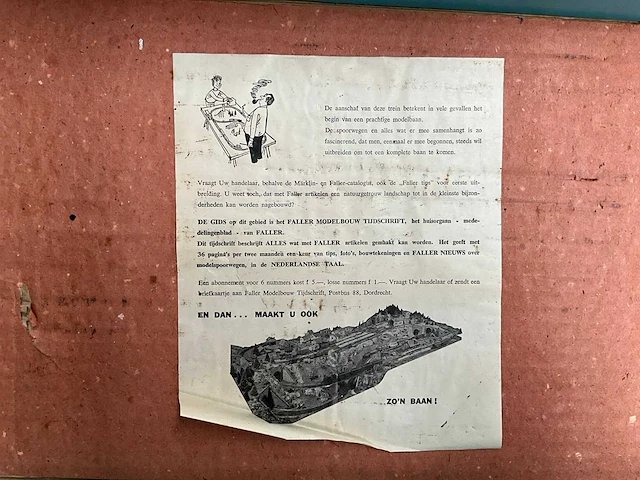 De aanschaf van deze trein betekent in vele gevallen het
begin van een prachtige modelbaan.
De spoorwegen en alles wat er mee samenhangt is zo
fascinerend, dat men, eenmaal er mee begonnen, steeds wil
uitbreiden om tot een komplete baan te komen.
Vraagt Uw handelaar, behalve de Märklin- en Faller-catalogus, ook de „Faller tips" voor eerste uit-
beelding. U weet toch, dat met Faller artikelen een natuurgetrouw landschap tot in de kleinste bijzon-
derheden kan worden nagebouwd?
DE GIDS op dit gebied is het FALLER MODELBOUW TIJDSCHRIFT, het huisorgaan - mede-
delingenblad - van FALLER.
Dit tijdschrift beschrijft ALLES wat met FALLER artikelen gemaakt kan worden. Het geeft met
36 pagina's per twee maanden een keur van tips, foto's, bouwtekeningen en FALLER NIEUWS over
modelspoorwegen, in de NEDERLANDSE TAAL.
Een abonnement voor 6 nummers kost f 5.—, losse nummers f 1.—. Vraagt Uw handelaar of zendt een
briefkaartje aan Faller Modelbouw Tijdschrift, Postbus 88, Dordrecht.
EN DAN... MAAKT U OOK
...ZO'N BAAN!